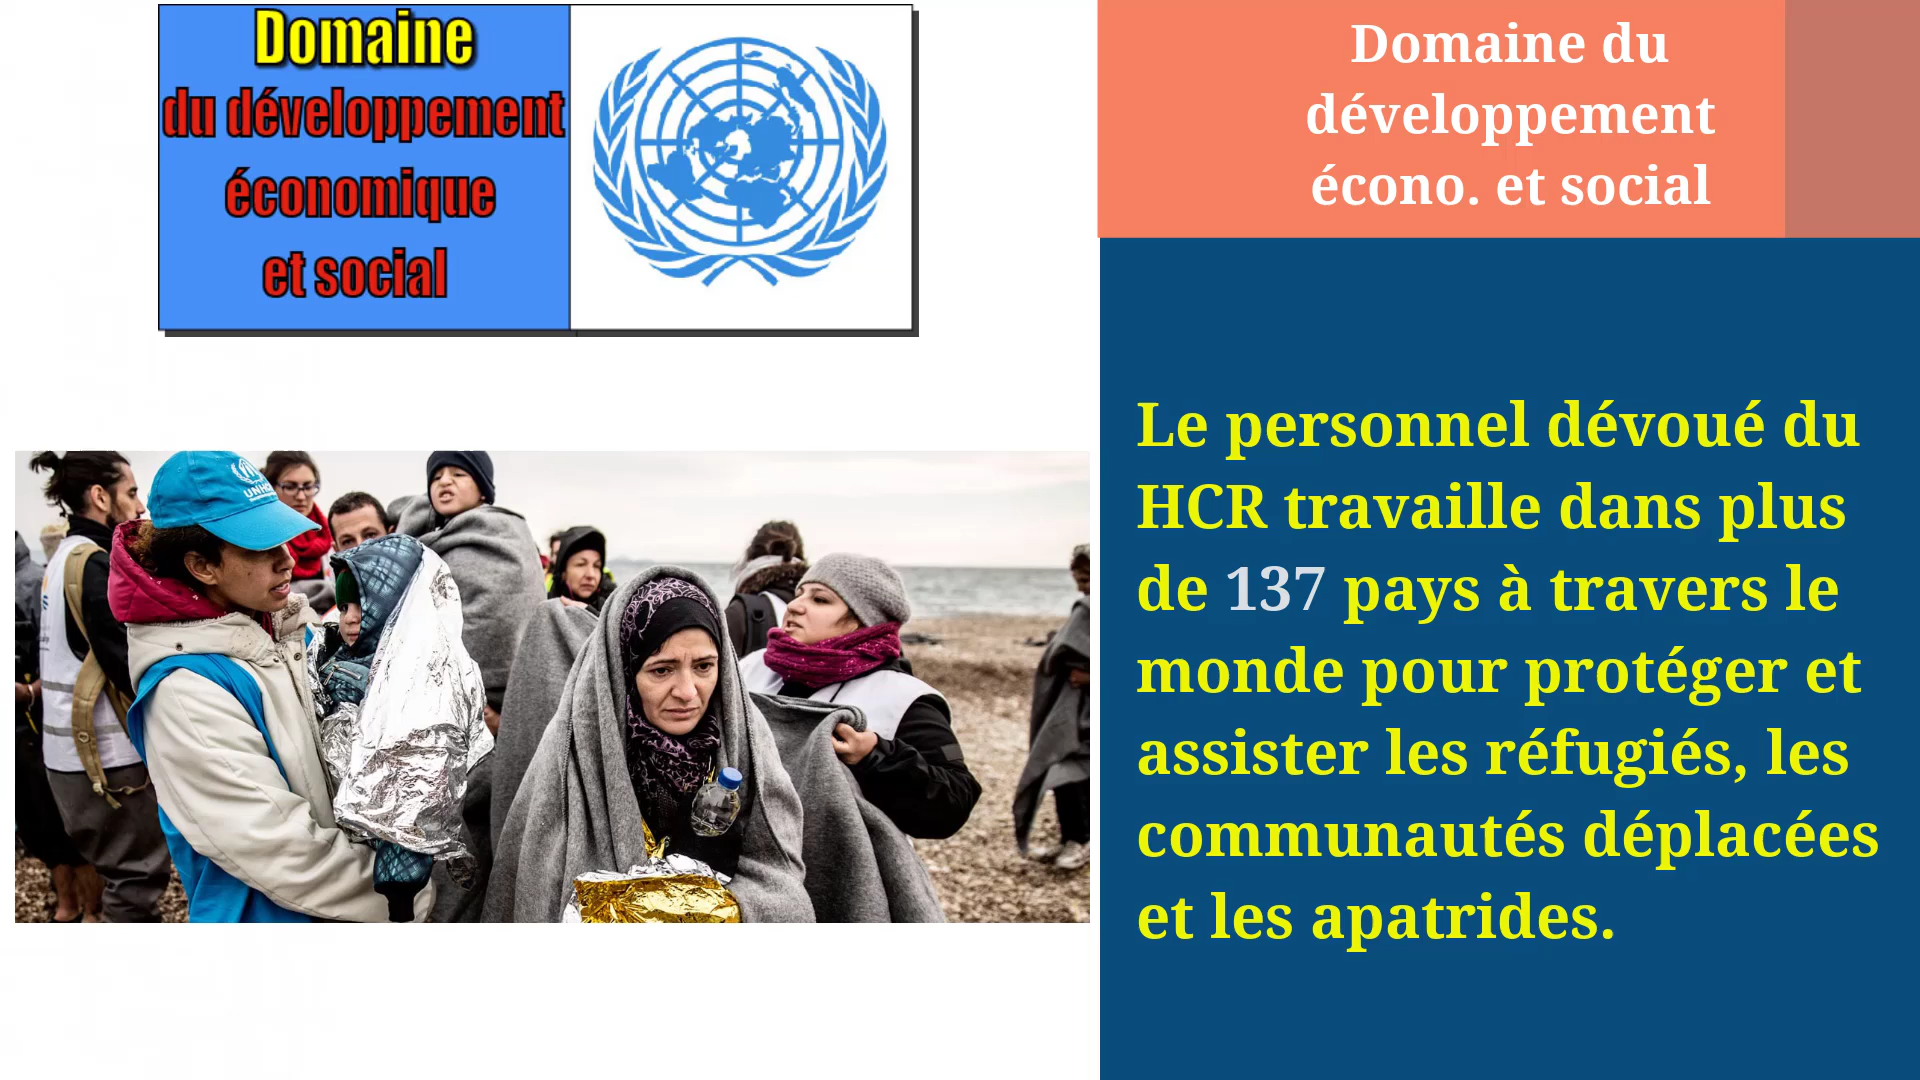 Domaine
du développement
économique
et social
Domaine du
développement
écono. et social
UNHCR
Le personnel dévoué du
HCR travaille dans plus
de 137 pays à travers le
monde pour protéger et
assister les réfugiés, les
communautés déplacées
et les apatrides.